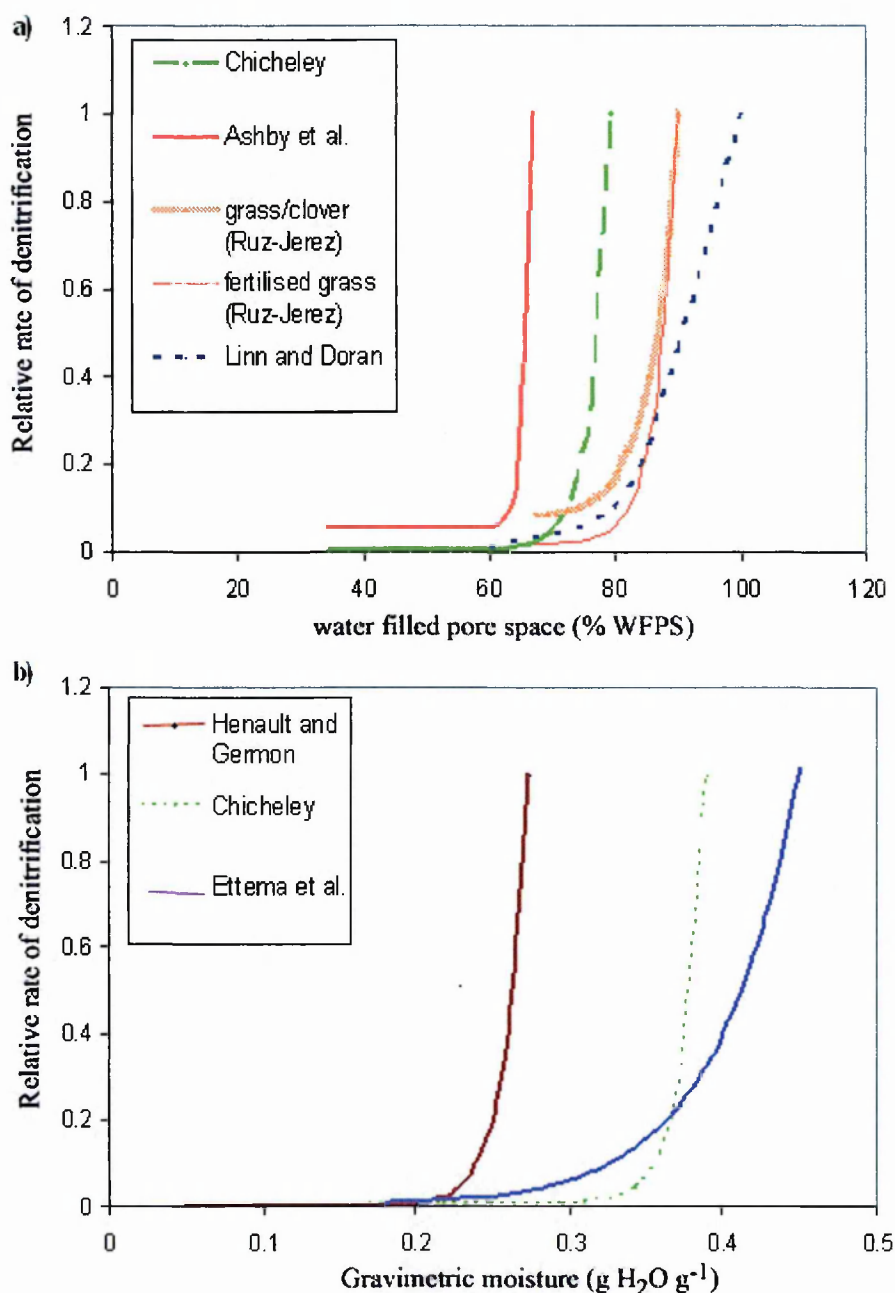 a)
1.2
1
0.8
0.6
0.4
0.2
0
Relative rate of denitrification
Chicheley
Ashby et al.
grass/clover
(Ruz-Jerez)
fertilised grass
(Ruz-Jerez)
Linn and Doran
0 20 40 60 80 100 120
water filled pore space (% WFPS)
b)
1.2
1
0.8
0.6
0.4
0.2
0
Relative rate of denitrification
Henault and
Germon
Chicheley
Ettema et al.
0 0.1 0.2 0.3 0.4 0.5
Gravimetric moisture (g H₂O g⁻¹)